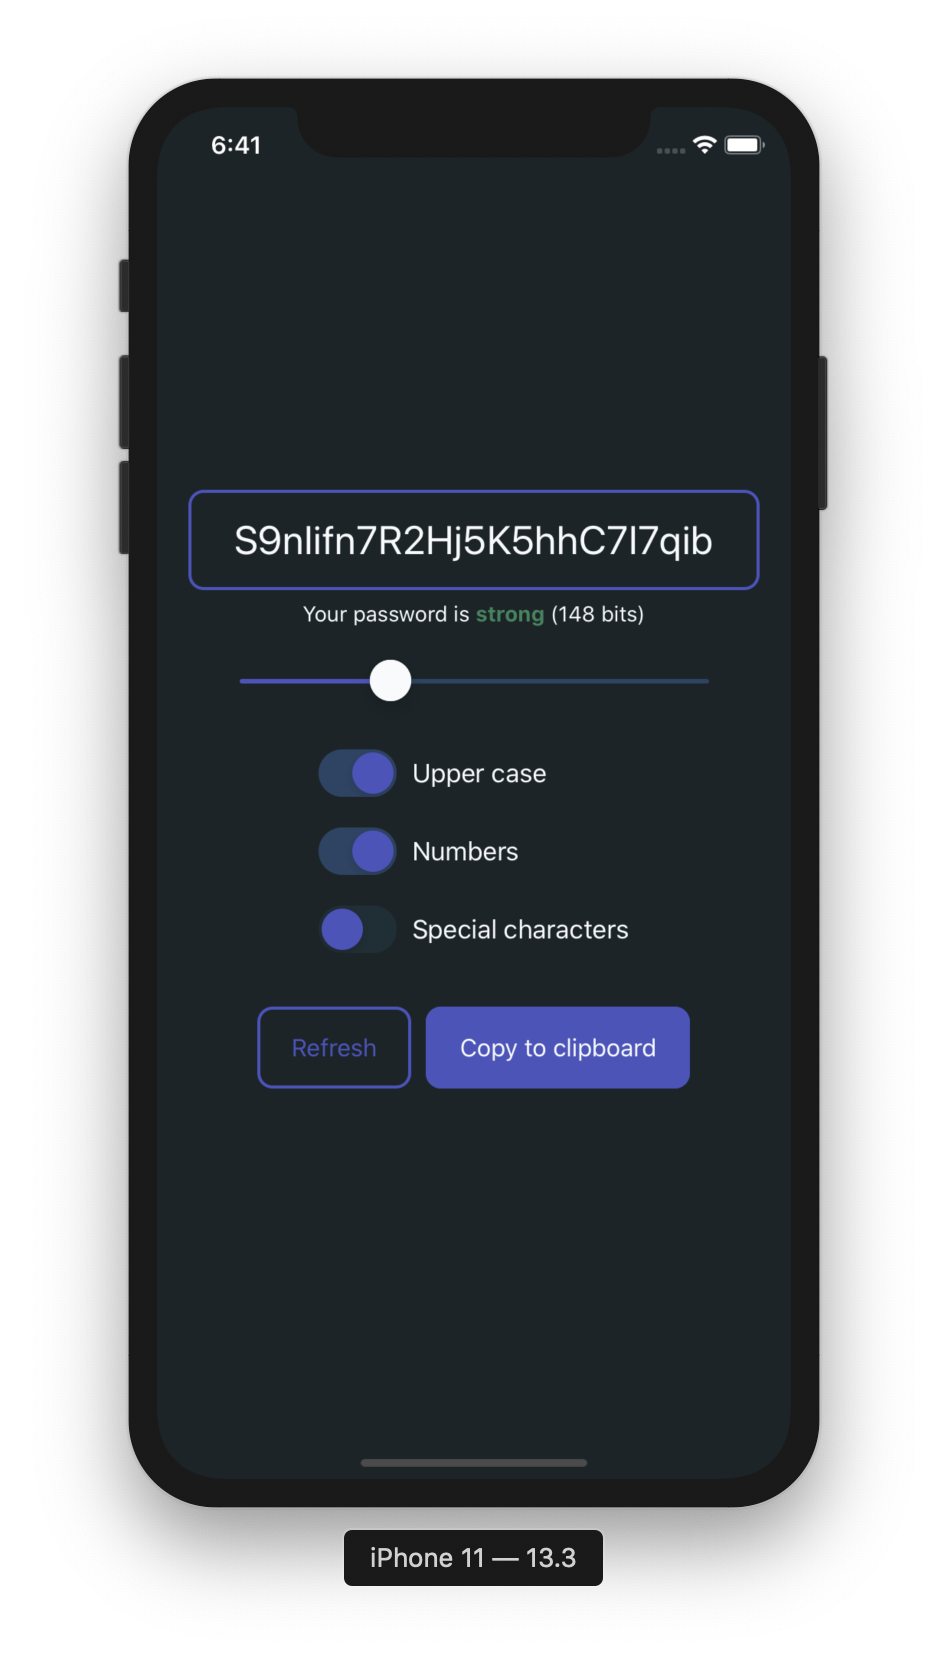 6:41
S9nlifn7R2Hj5K5hhC7I7qib
Your password is strong (148 bits)
Upper case
Numbers
Special characters
Refresh
Copy to clipboard
iPhone 11 — 13.3